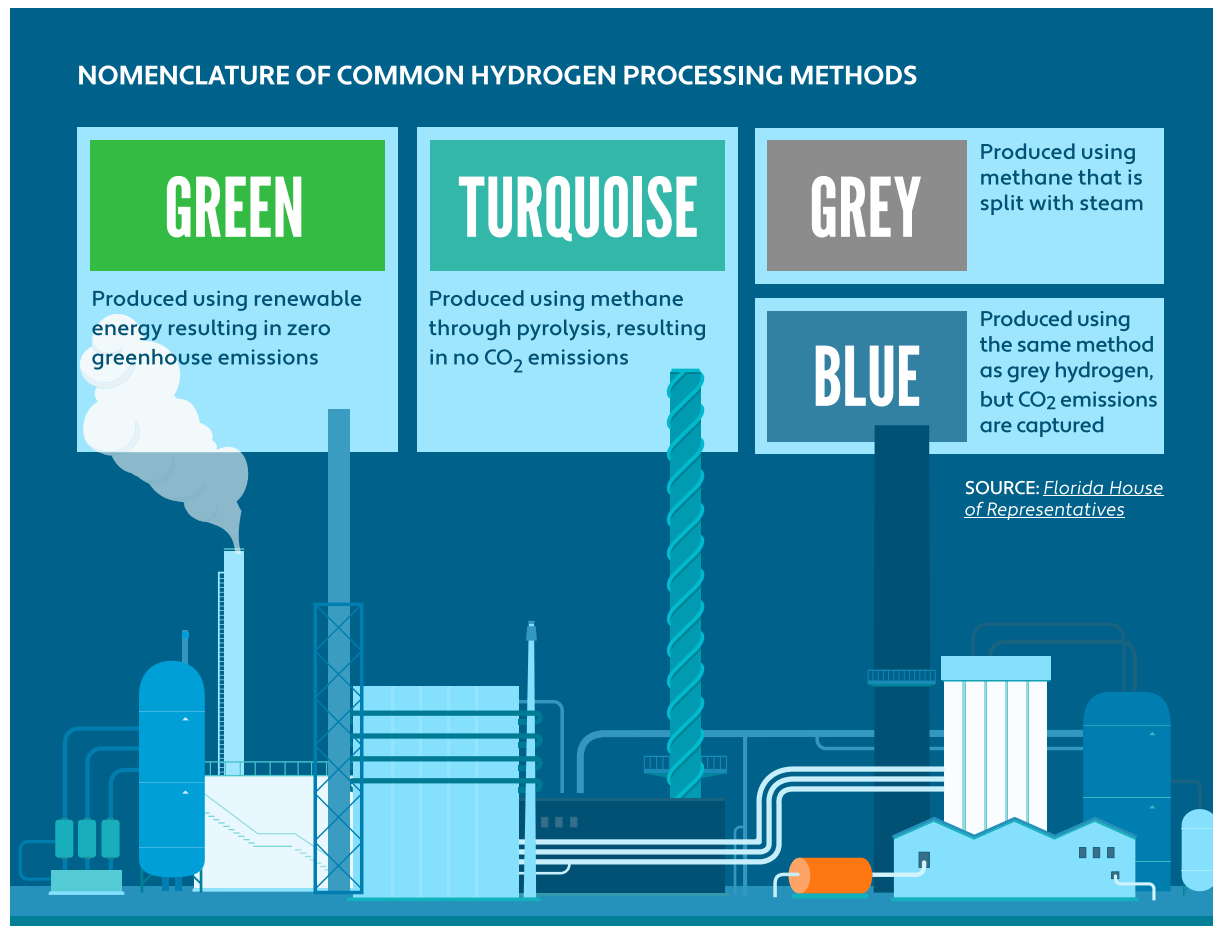 NOMENCLATURE OF COMMON HYDROGEN PROCESSING METHODS
GREEN
Produced using renewable
energy resulting in zero
greenhouse emissions
TURQUOISE
Produced using methane
through pyrolysis, resulting
in no CO₂ emissions
GREY
Produced using
methane that is
split with steam
BLUE
Produced using
the same method
as grey hydrogen,
but CO2 emissions
are captured
SOURCE: Florida House
of Representatives